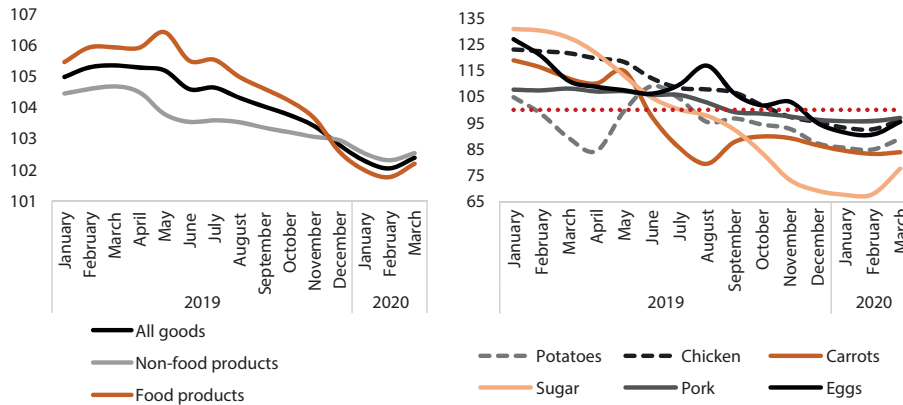 107
106
105
104
103
102
101
January
February
March
April
May
June
July
August
September
October
November
December
January
February
March
2019
2020
All goods
Non-food products
Food products
135
125
115
105
95
85
75
65
January
February
March
April
May
June
July
August
September
October
November
December
January
February
March
2019
2020
Potatoes
Chicken
Carrots
Sugar
Pork
Eggs